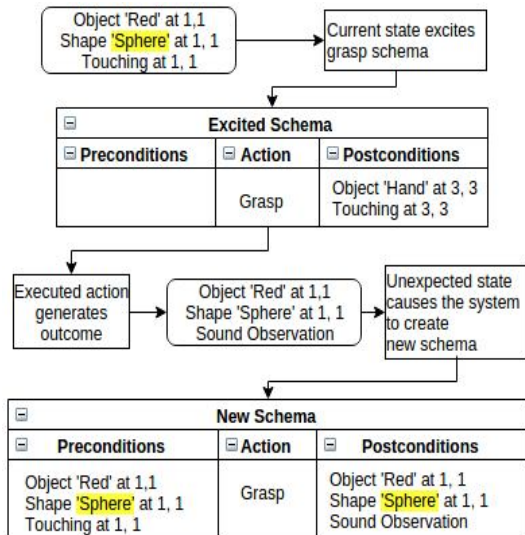 Object 'Red' at 1,1
Shape 'Sphere' at 1, 1
Touching at 1, 1
Current state excites
grasp schema
Excited Schema
Preconditions
Action
Postconditions
Grasp
Object 'Hand' at 3, 3
Touching at 3, 3
Executed action
generates
outcome
Object 'Red' at 1,1
Shape 'Sphere' at 1, 1
Sound Observation
Unexpected state
causes the system
to create
new schema
New Schema
Preconditions
Action
Postconditions
Object 'Red' at 1,1
Shape 'Sphere' at 1, 1
Touching at 1, 1
Grasp
Object 'Red' at 1, 1
Shape 'Sphere' at 1, 1
Sound Observation